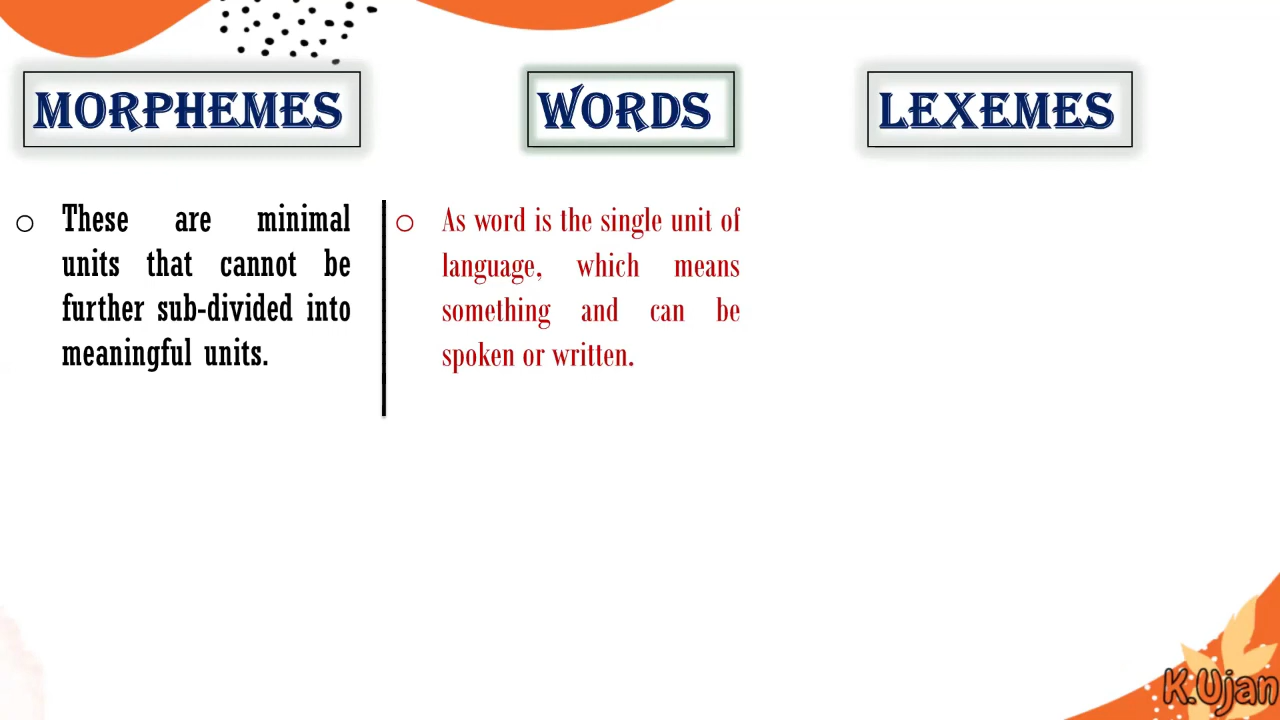 MORPHEMES
WORDS
LEXEMES
These are minimal
units that cannot be
further sub-divided into
meaningful units.
As word is the single unit of
language, which means
something and can be
spoken or written.
K.Ujan